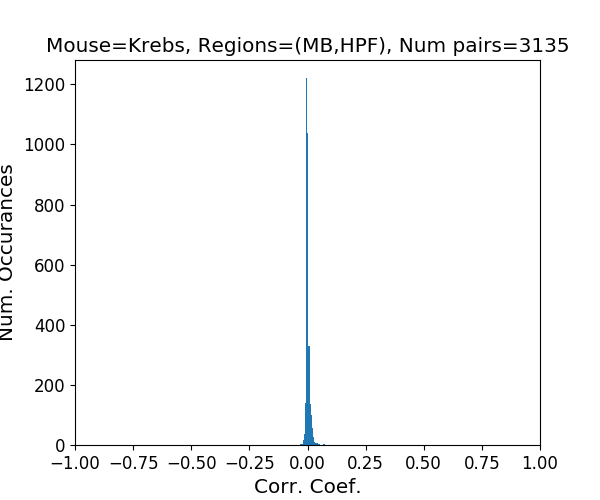 Mouse=Krebs, Regions=(MB,HPF), Num pairs=3135
1200
1000
800
600
400
200
0
Num. Occurances
−1.00 −0.75 −0.50 −0.25 0.00 0.25 0.50 0.75 1.00
Corr. Coef.